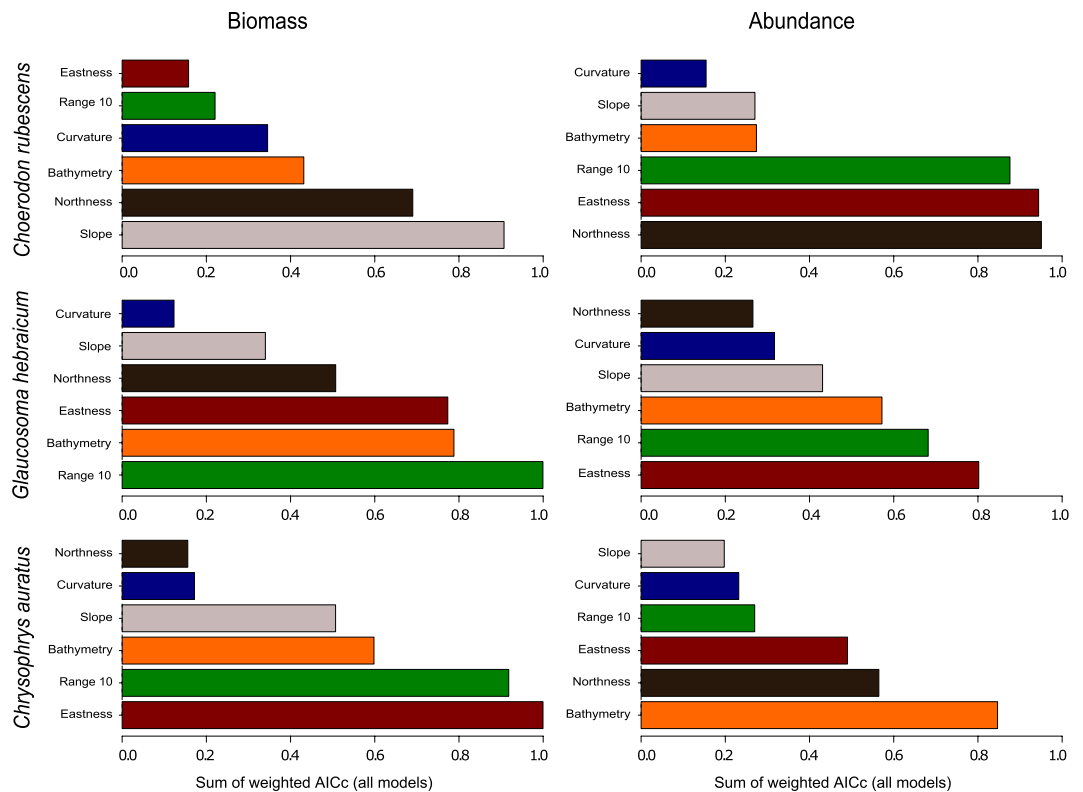 Biomass
Abundance
Choerodon rubescens
Eastness
Range 10
Curvature
Bathymetry
Northness
Slope
0.0 0.2 0.4 0.6 0.8 1.0
Curvature
Slope
Bathymetry
Range 10
Eastness
Northness
0.0 0.2 0.4 0.6 0.8 1.0
Glaucosoma hebraicum
Curvature
Slope
Northness
Eastness
Bathymetry
Range 10
0.0 0.2 0.4 0.6 0.8 1.0
Northness
Curvature
Slope
Bathymetry
Range 10
Eastness
0.0 0.2 0.4 0.6 0.8 1.0
Chrysophrys auratus
Northness
Curvature
Slope
Bathymetry
Range 10
Eastness
0.0 0.2 0.4 0.6 0.8 1.0
Sum of weighted AICc (all models)
Slope
Curvature
Range 10
Eastness
Northness
Bathymetry
0.0 0.2 0.4 0.6 0.8 1.0
Sum of weighted AICc (all models)